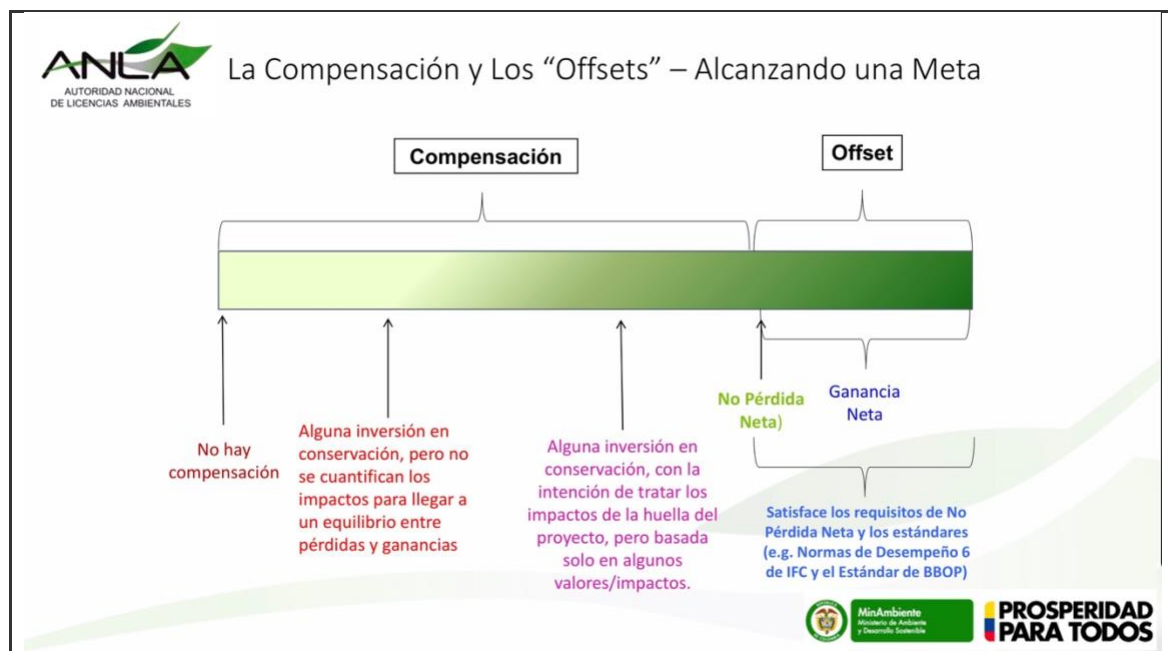 ANLA
AUTORIDAD NACIONAL
DE LICENCIAS AMBIENTALES
La Compensación y Los “Offsets” – Alcanzando una Meta
Compensación
Offset
No hay
compensación
Alguna inversión en
conservación, pero no
se cuantifican los
impactos para llegar a
un equilibrio entre
pérdidas y ganancias
Alguna inversión en
conservación, con la
intención de tratar los
impactos de la huella del
proyecto, pero basada
solo en algunos
valores/impactos.
No Pérdida
Neta)
Ganancia
Neta
Satisface los requisitos de No
Pérdida Neta y los estándares
(e.g. Normas de Desempeño 6
de IFC y el Estándar de BBOP)
MinAmbiente
Ministerio de Ambiente
y Desarrollo Sostenible
PROSPERIDAD
PARA TODOS